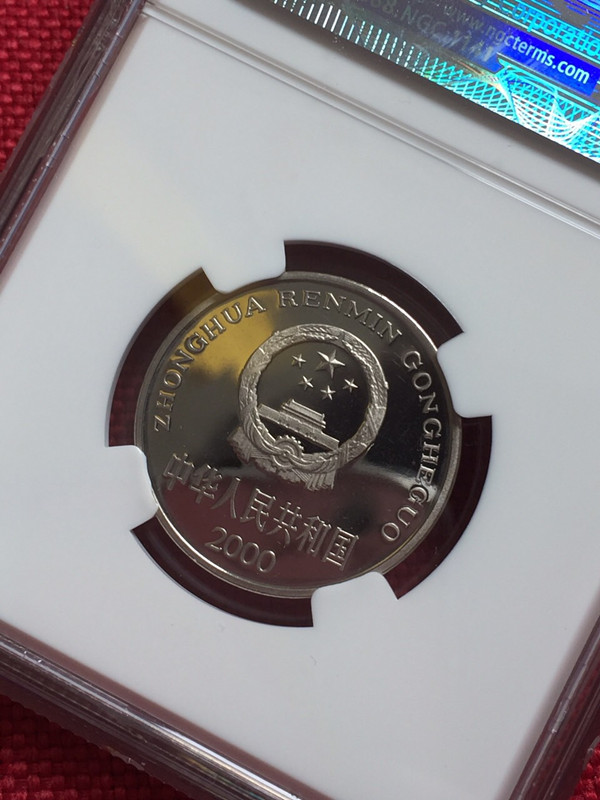 www.ngcterms.com
ZHONGHUA RENMIN GONGHEGUO
中华人民共和国
2000